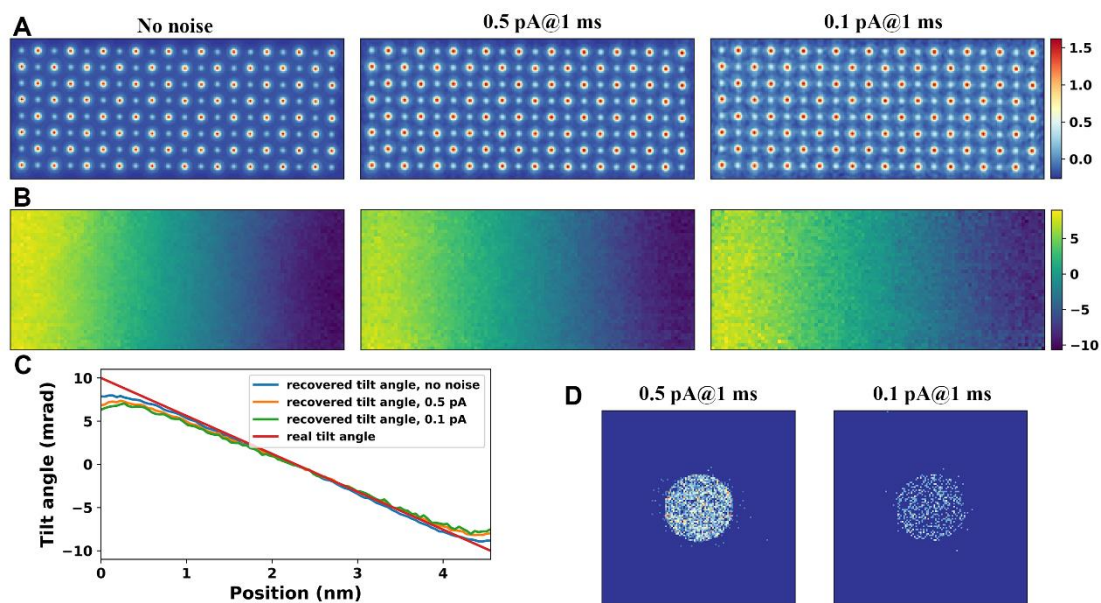 A
No noise
0.5 pA@1 ms
0.1 pA@1 ms
1.5
1.0
0.5
0.0
B
5
0
−5
−10
C
Tilt angle (mrad)
10
5
0
−5
−10
recovered tilt angle, no noise
recovered tilt angle, 0.5 pA
recovered tilt angle, 0.1 pA
real tilt angle
0
1
2
3
4
Position (nm)
D
0.5 pA@1 ms
0.1 pA@1 ms